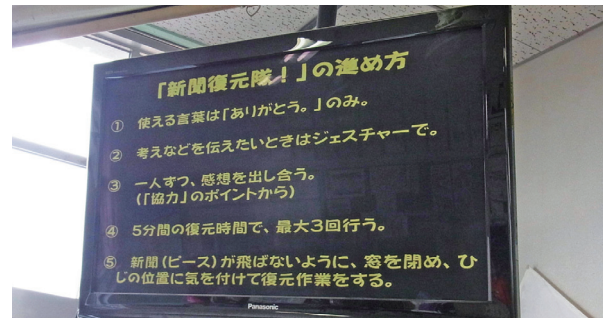 「新聞復元隊！」の進め方
① 使える言葉は「ありがとう。」のみ。
② 考えなどを伝えたいときはジェスチャーで。
③ 一人ずつ、感想を出し合う。
（「協力」のポイントから）
④ 5分間の復元時間で、最大3回行う。
⑤ 新聞（ピース）が飛ばないように、窓を閉め、ひ
じの位置に気を付けて復元作業をする。
Panasonic